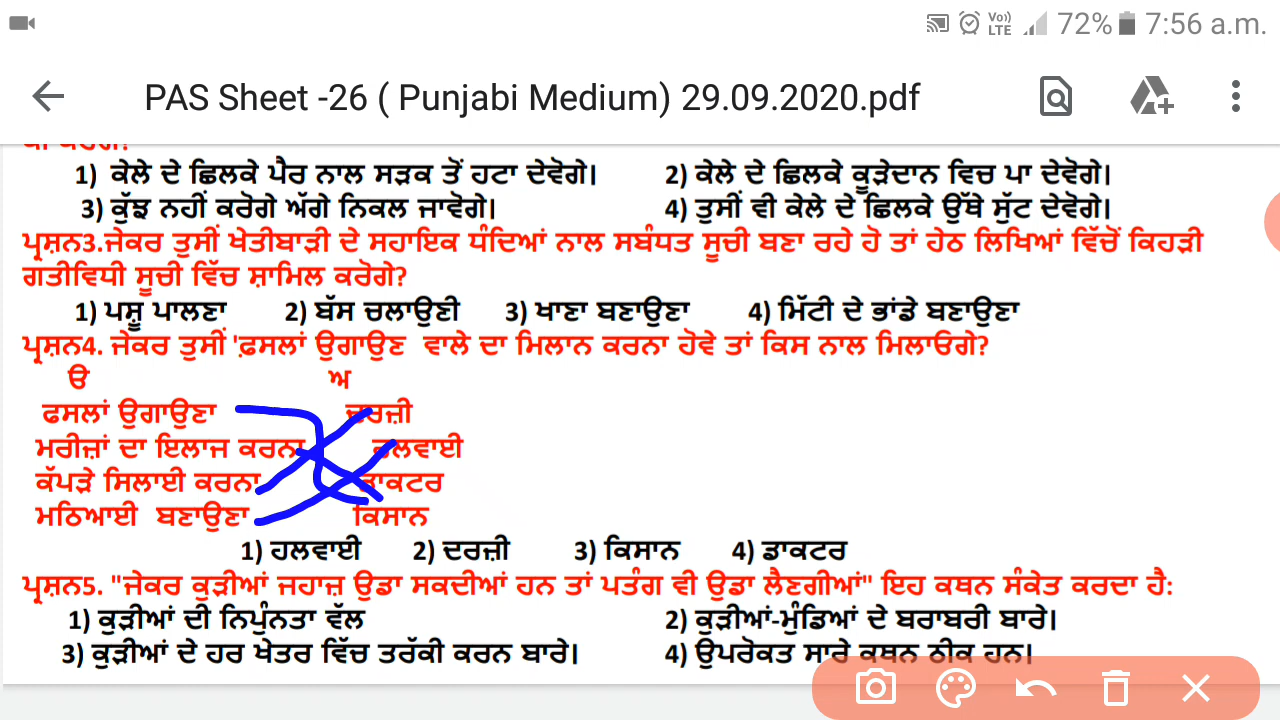 Vo)) LTE 72% 7:56 a.m.
PAS Sheet -26 ( Punjabi Medium) 29.09.2020.pdf
1) ਕੇਲੇ ਦੇ ਛਿਲਕੇ ਪੈਰ ਨਾਲ ਸੜਕ ਤੋਂ ਹਟਾ ਦੇਵੋਗੇ। 2) ਕੇਲੇ ਦੇ ਛਿਲਕੇ ਕੂੜੇਦਾਨ ਵਿਚ ਪਾ ਦੇਵੋਗੇ।
3) ਕੁੱਝ ਨਹੀਂ ਕਰੋਗੇ ਅੱਗੇ ਨਿਕਲ ਜਾਵੋਗੇ। 4) ਤੁਸੀਂ ਵੀ ਕੇਲੇ ਦੇ ਛਿਲਕੇ ਉੱਥੇ ਸੁੱਟ ਦੇਵੋਗੇ।
ਪ੍ਰਸ਼ਨ3.ਜੇਕਰ ਤੁਸੀਂ ਖੇਤੀਬਾੜੀ ਦੇ ਸਹਾਇਕ ਧੰਦਿਆਂ ਨਾਲ ਸਬੰਧਤ ਸੂਚੀ ਬਣਾ ਰਹੇ ਹੋ ਤਾਂ ਹੇਠ ਲਿਖਿਆਂ ਵਿੱਚੋਂ ਕਿਹੜੀ
ਗਤੀਵਿਧੀ ਸੂਚੀ ਵਿੱਚ ਸ਼ਾਮਿਲ ਕਰੋਗੇ?
1) ਪਸ਼ੂ ਪਾਲਣਾ 2) ਬੱਸ ਚਲਾਉਣੀ 3) ਖਾਣਾ ਬਣਾਉਣਾ 4) ਮਿੱਟੀ ਦੇ ਭਾਂਡੇ ਬਣਾਉਣਾ
ਪ੍ਰਸ਼ਨ4. ਜੇਕਰ ਤੁਸੀਂ 'ਫ਼ਸਲਾਂ ਉਗਾਉਣ ਵਾਲੇ ਦਾ ਮਿਲਾਨ ਕਰਨਾ ਹੋਵੇ ਤਾਂ ਕਿਸ ਨਾਲ ਮਿਲਾਓਗੇ?
ੳ ਅ
ਫਸਲਾਂ ਉਗਾਉਣਾ ਦਰਜ਼ੀ
ਮਰੀਜ਼ਾਂ ਦਾ ਇਲਾਜ ਕਰਨਾ ਹਲਵਾਈ
ਕੱਪੜੇ ਸਿਲਾਈ ਕਰਨਾ ਡਾਕਟਰ
ਮਠਿਆਈ ਬਣਾਉਣਾ ਕਿਸਾਨ
1) ਹਲਵਾਈ 2) ਦਰਜ਼ੀ 3) ਕਿਸਾਨ 4) ਡਾਕਟਰ
ਪ੍ਰਸ਼ਨ5. "ਜੇਕਰ ਕੁੜੀਆਂ ਜਹਾਜ਼ ਉਡਾ ਸਕਦੀਆਂ ਹਨ ਤਾਂ ਪਤੰਗ ਵੀ ਉਡਾ ਲੈਣਗੀਆਂ" ਇਹ ਕਥਨ ਸੰਕੇਤ ਕਰਦਾ ਹੈ:
1) ਕੁੜੀਆਂ ਦੀ ਨਿਪੁੰਨਤਾ ਵੱਲ 2) ਕੁੜੀਆਂ-ਮੁੰਡਿਆਂ ਦੇ ਬਰਾਬਰੀ ਬਾਰੇ।
3) ਕੁੜੀਆਂ ਦੇ ਹਰ ਖੇਤਰ ਵਿੱਚ ਤਰੱਕੀ ਕਰਨ ਬਾਰੇ। 4) ਉਪਰੋਕਤ ਸਾਰੇ ਕਥਨ ਠੀਕ ਹਨ।